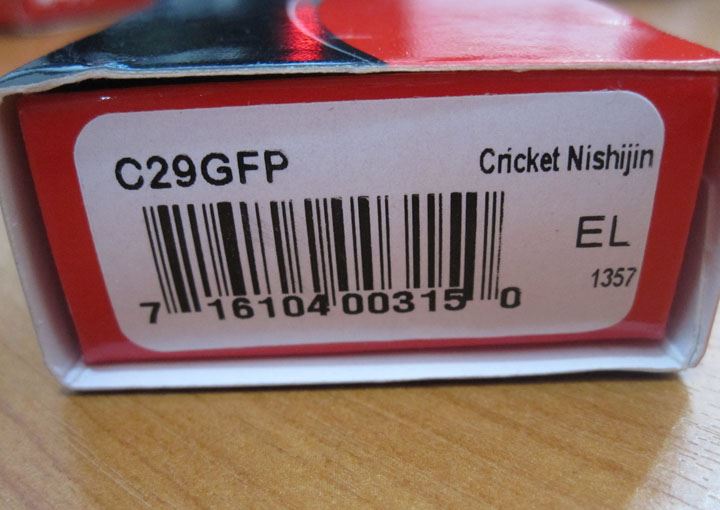 C29GFP
Cricket Nishijin
EL
1357
7 16104 00315 0